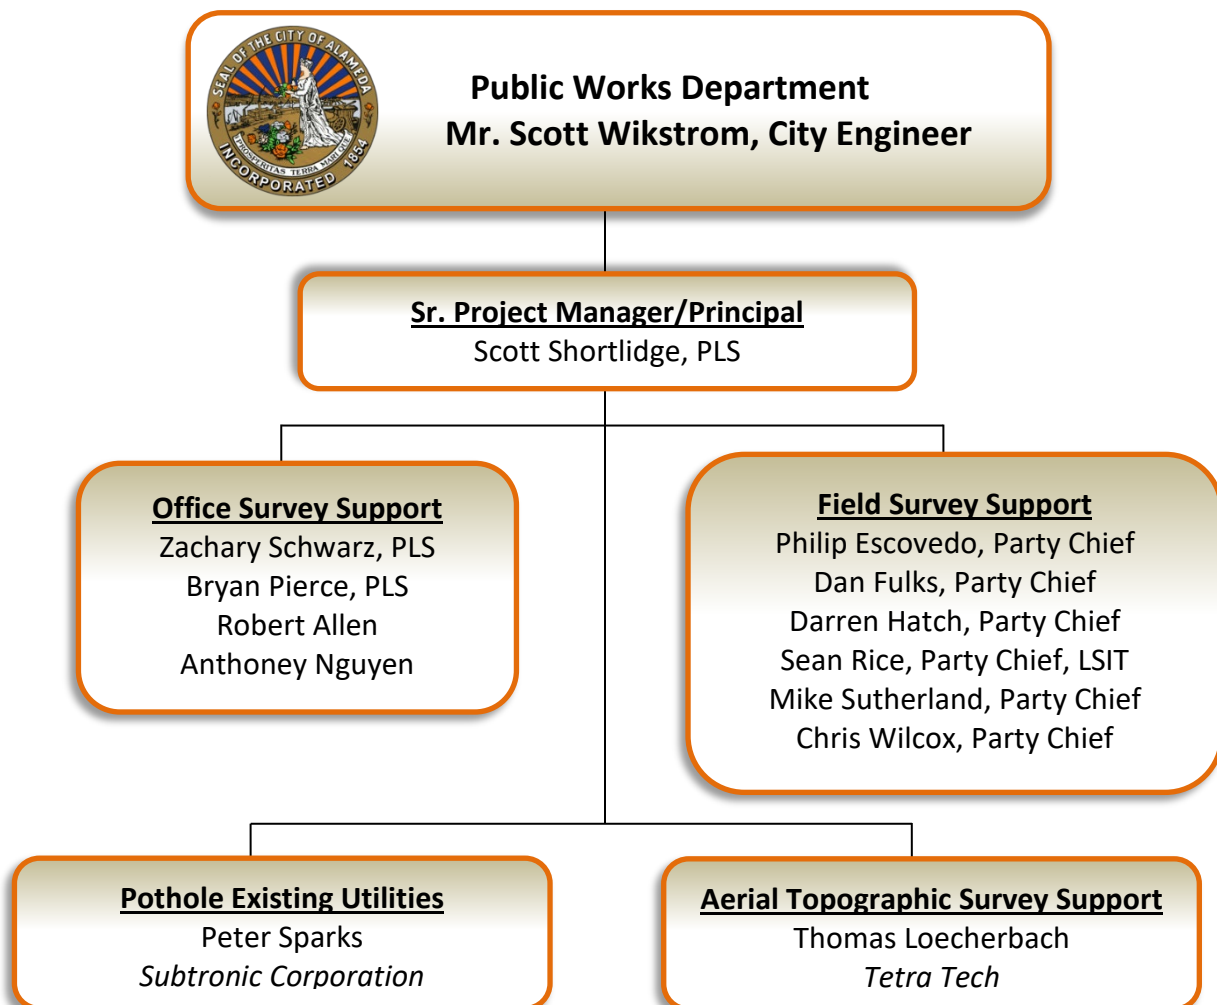 SEAL OF THE CITY OF ALAMEDA
PROSPERITAS TERRA MARIQUE
INCORPORATED 1854
Public Works Department
Mr. Scott Wikstrom, City Engineer
Sr. Project Manager/Principal
Scott Shortlidge, PLS
Office Survey Support
Zachary Schwarz, PLS
Bryan Pierce, PLS
Robert Allen
Anthoney Nguyen
Field Survey Support
Philip Escovedo, Party Chief
Dan Fulks, Party Chief
Darren Hatch, Party Chief
Sean Rice, Party Chief, LSIT
Mike Sutherland, Party Chief
Chris Wilcox, Party Chief
Pothole Existing Utilities
Peter Sparks
Subtronic Corporation
Aerial Topographic Survey Support
Thomas Loecherbach
Tetra Tech